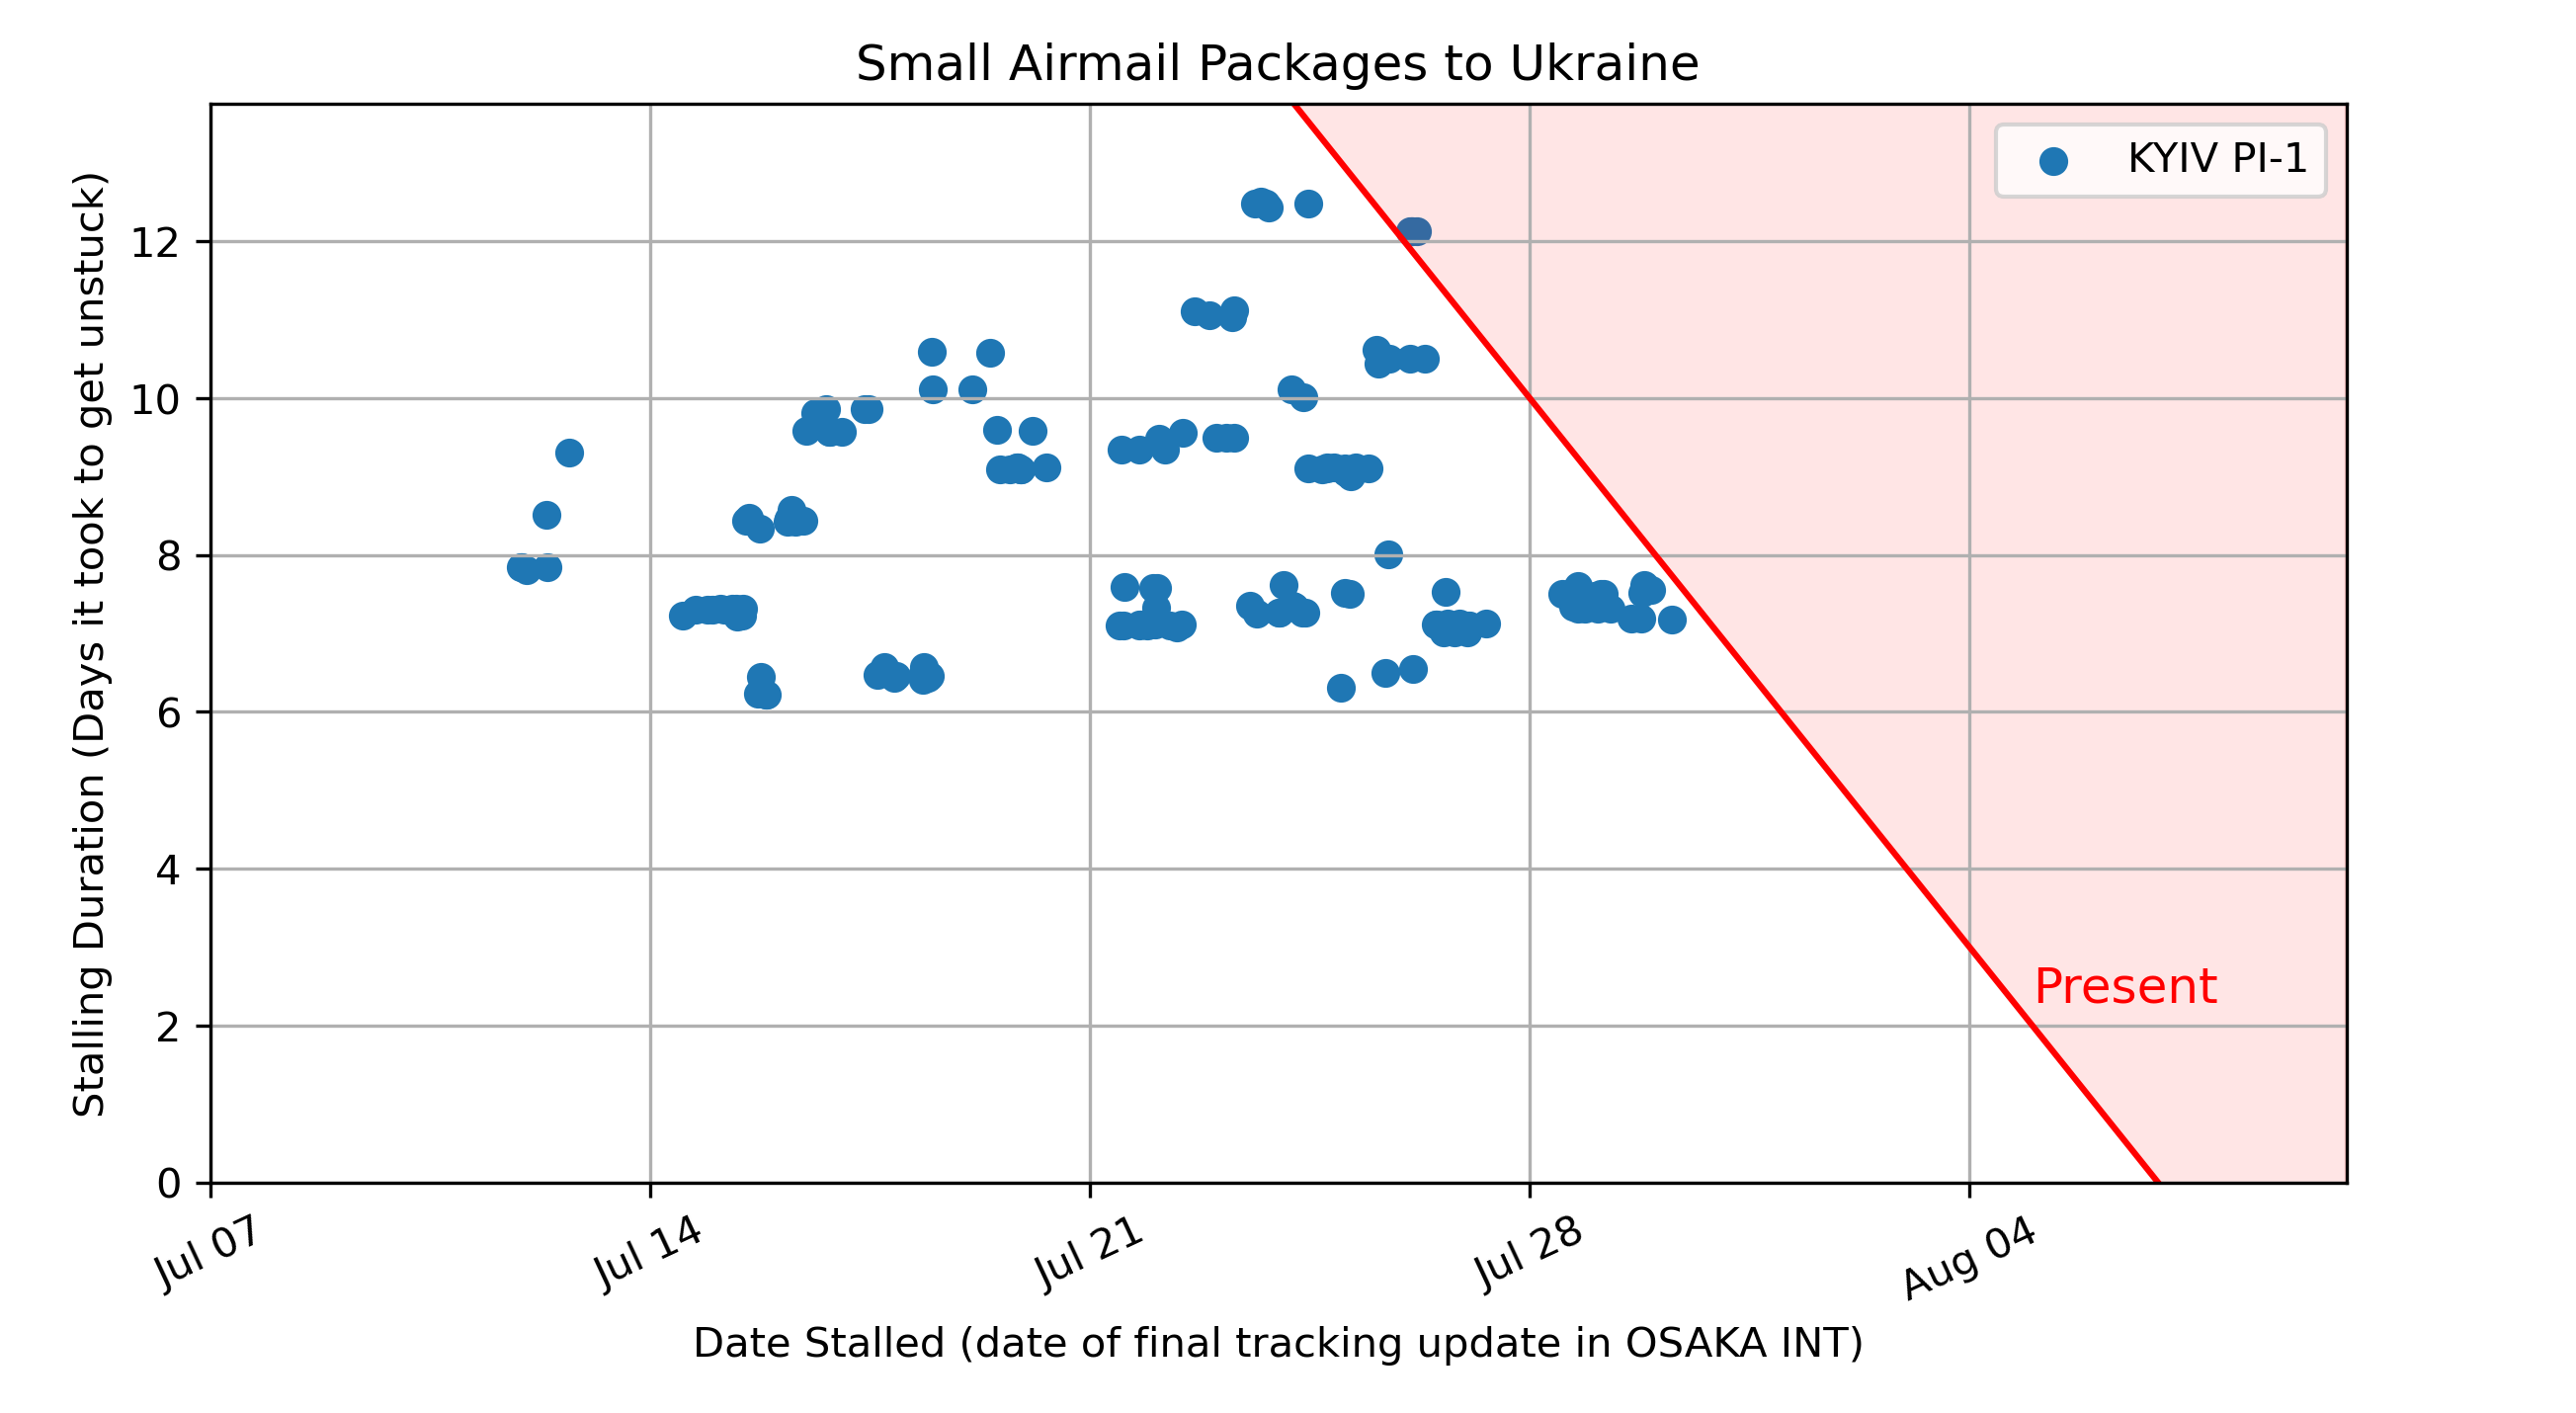 Small Airmail Packages to Ukraine
KYIV PI-1
Stalling Duration (Days it took to get unstuck)
12
10
8
6
4
2
0
Present
Jul 07
Jul 14
Jul 21
Jul 28
Aug 04
Date Stalled (date of final tracking update in OSAKA INT)